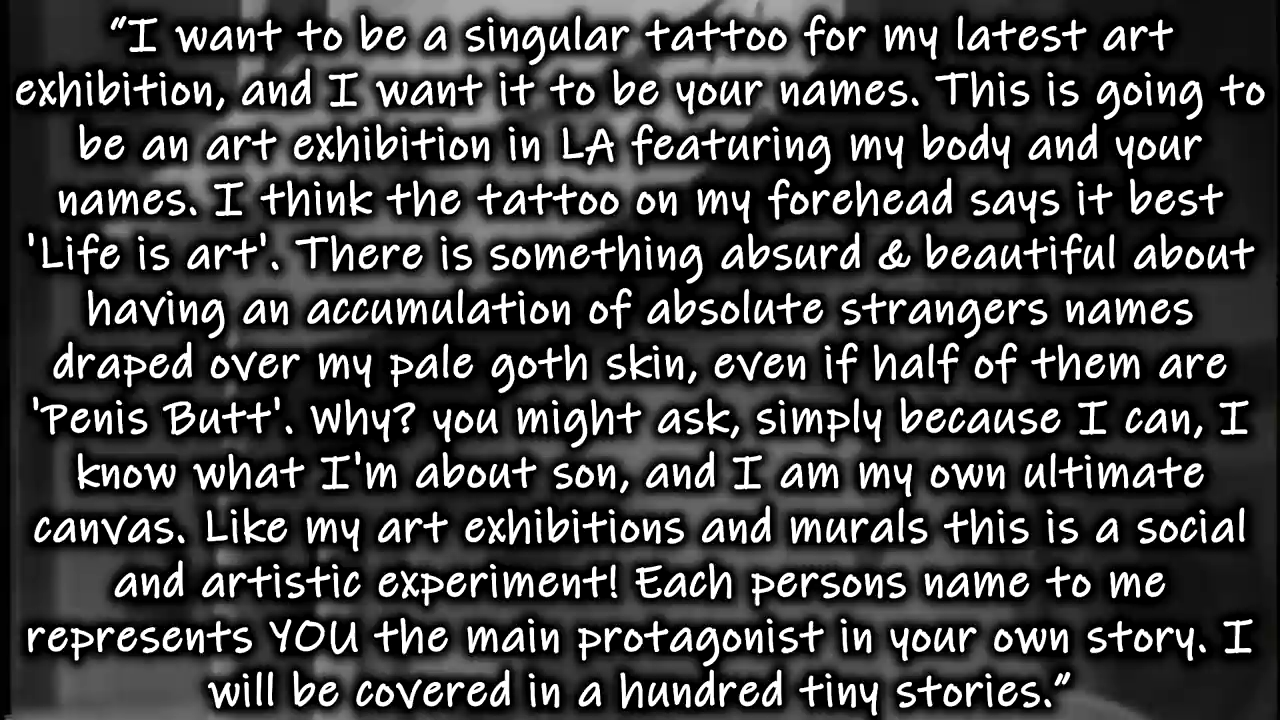 “I want to be a singular tattoo for my latest art
exhibition, and I want it to be your names. This is going to
be an art exhibition in LA featuring my body and your
names. I think the tattoo on my forehead says it best
'Life is art'. There is something absurd & beautiful about
having an accumulation of absolute strangers names
draped over my pale goth skin, even if half of them are
'Penis Butt'. Why? you might ask, simply because I can, I
know what I'm about son, and I am my own ultimate
canvas. Like my art exhibitions and murals this is a social
and artistic experiment! Each persons name to me
represents YOU the main protagonist in your own story. I
will be covered in a hundred tiny stories.”